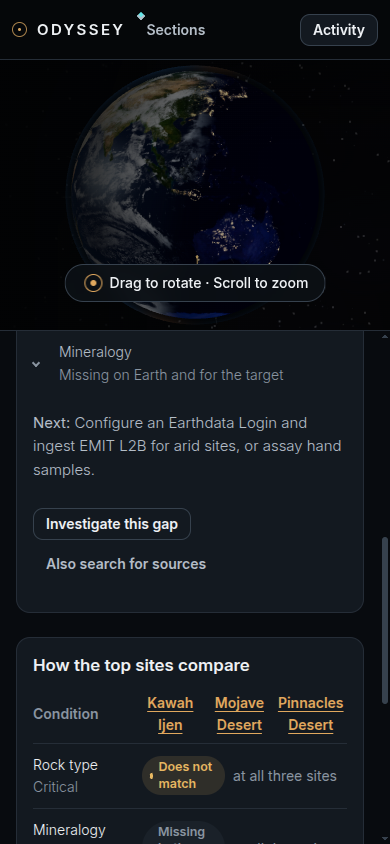 ODYSSEY
Sections
Activity
Drag to rotate · Scroll to zoom
Mineralogy
Missing on Earth and for the target
Next: Configure an Earthdata Login and
ingest EMIT L2B for arid sites, or assay hand
samples.
Investigate this gap
Also search for sources
How the top sites compare
Condition
Kawah
Ijen
Mojave
Desert
Pinnacles
Desert
Rock type
Critical
Does not
match
at all three sites
Mineralogy
Missing